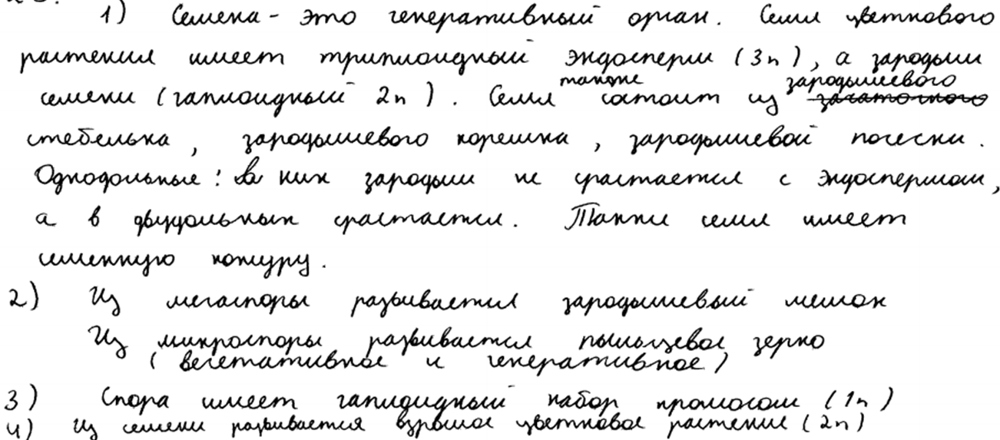 1) Семена - это генеративный орган. Семя цветкового
растения имеет триплоидный эндосперм (3n), а зародыш
семени (гаплоидный 2n). Семя также состоит из зачаточного зародышевого
стебелька, зародышевого корешка, зародышевой почески.
Однодольные: в них зародыш не срастается с эндоспермом,
а в двудольных срастается. Также семя имеет
семенную кожуру.
2) Из мегаспоры развивается зародышевый мешок
Из микроспоры развивается пыльцевое зерно
(вегетативное и генеративное)
3) Спора имеет гаплоидный набор хромосом (1n)
4) Из семени развивается взрослое цветковое растение (2n)